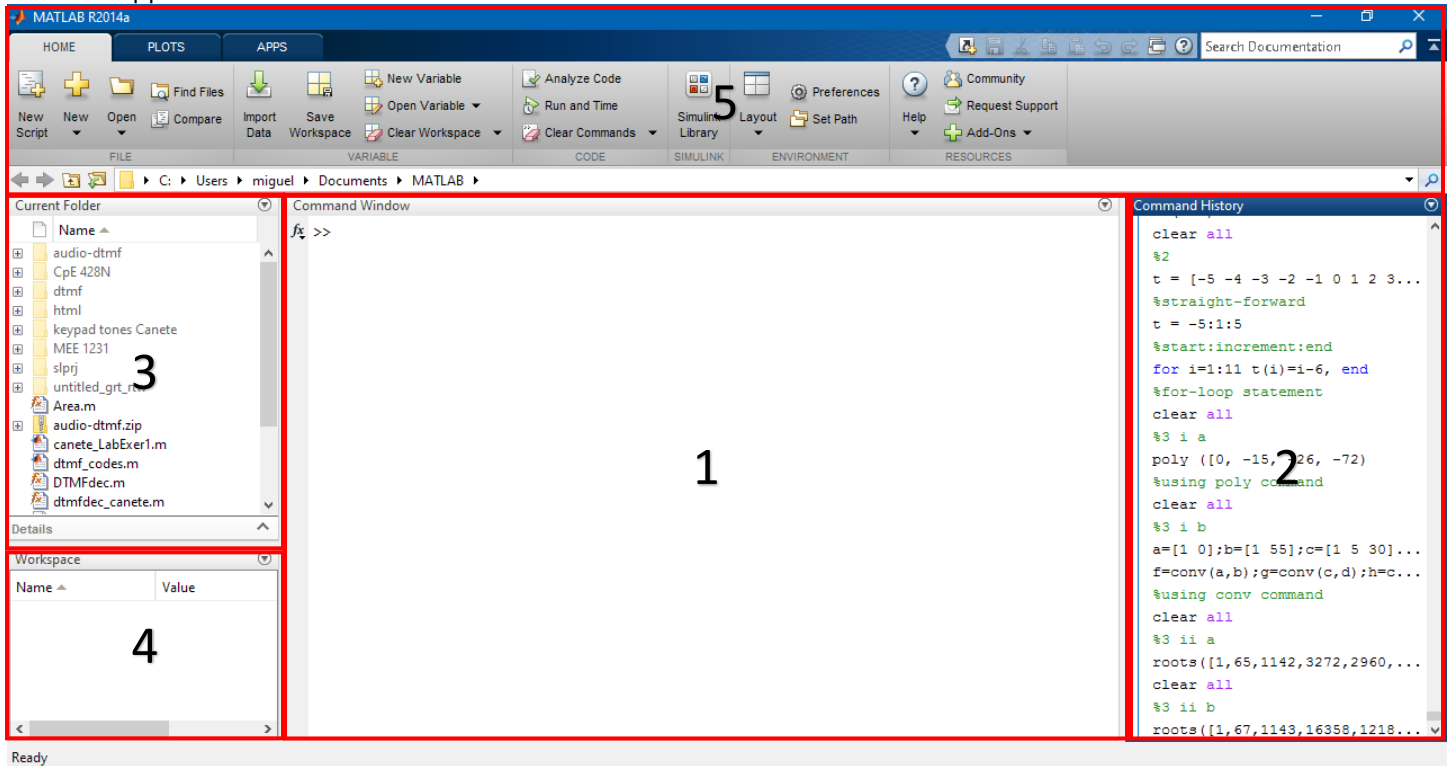 MATLAB R2014a
HOME PLOTS APPS Search Documentation
New Script
New
Open
Find Files
Compare
FILE
Import Data
Save Workspace
New Variable
Open Variable
Clear Workspace
VARIABLE
Analyze Code
Run and Time
Clear Commands
CODE
Simulink Library
SIMULINK
5
Layout
Preferences
Set Path
ENVIRONMENT
Help
Community
Request Support
Add-Ons
RESOURCES
C: Users miguel Documents MATLAB
Current Folder
Name
audio-dtmf
CpE 428N
dtmf
html
keypad tones Canete
MEE 1231
slprj
untitled_grt_rtw
Area.m
audio-dtmf.zip
canete_LabExer1.m
dtmf_codes.m
DTMFdec.m
dtmfdec_canete.m
3
Details
Workspace
Name Value
4
Command Window
fx >>
1
Command History
clear all
%2
t = [-5 -4 -3 -2 -1 0 1 2 3...
%straight-forward
t = -5:1:5
%start:increment:end
for i=1:11 t(i)=i-6, end
%for-loop statement
clear all
%3 i a
poly ([0, -15, -26, -72)
%using poly command
clear all
%3 i b
a=[1 0];b=[1 55];c=[1 5 30]...
f=conv(a,b);g=conv(c,d);h=c...
%using conv command
clear all
%3 ii a
roots([1,65,1142,3272,2960,...
clear all
%3 ii b
roots([1,67,1143,16358,1218...
2
Ready